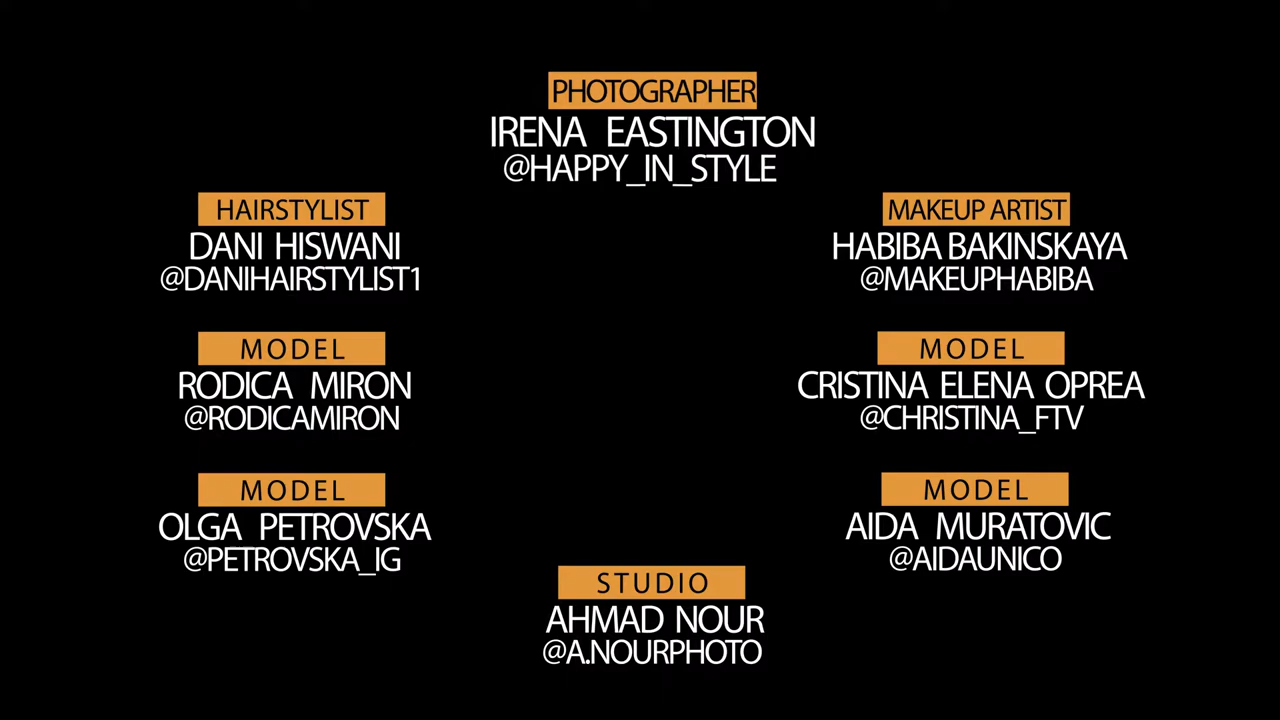 PHOTOGRAPHER
IRENA EASTINGTON
@HAPPY_IN_STYLE
HAIRSTYLIST
DANI HISWANI
@DANIHAIRSTYLIST1
MAKEUP ARTIST
HABIBA BAKINSKAYA
@MAKEUPHABIBA
MODEL
RODICA MIRON
@RODICAMIRON
MODEL
CRISTINA ELENA OPREA
@CHRISTINA_FTV
MODEL
OLGA PETROVSKA
@PETROVSKA_IG
MODEL
AIDA MURATOVIC
@AIDAUNICO
STUDIO
AHMAD NOUR
@A.NOURPHOTO